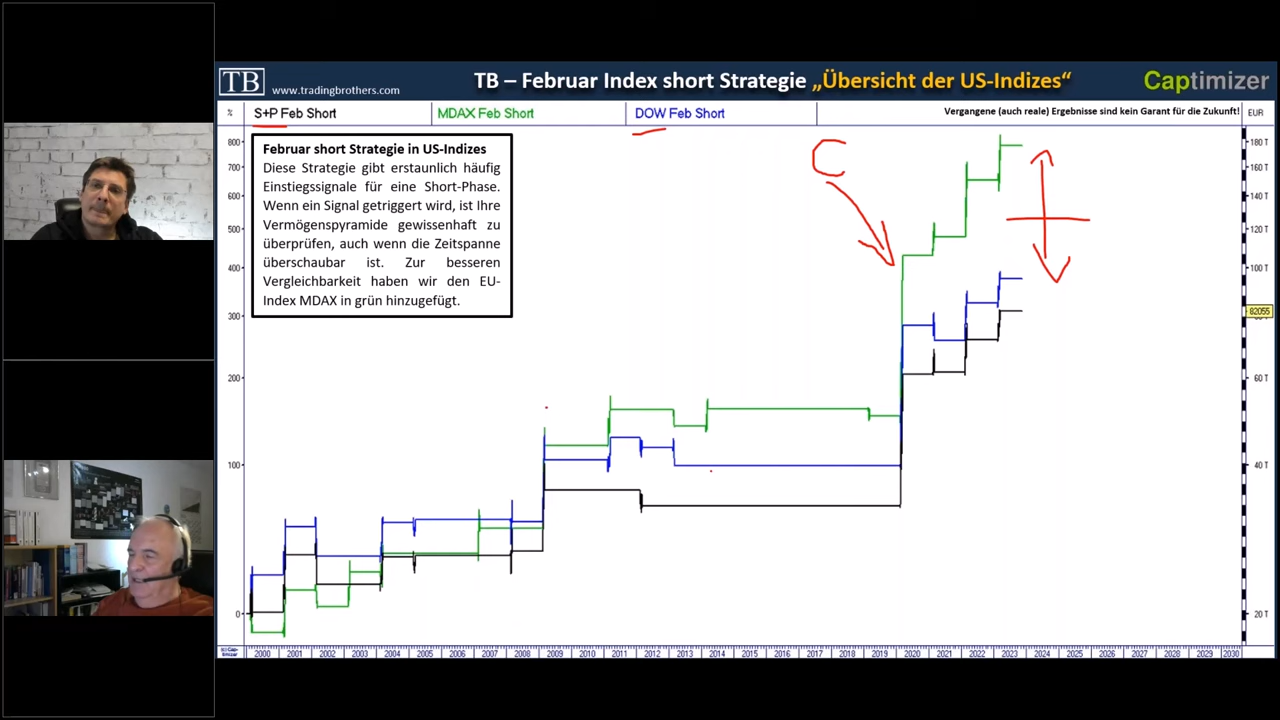 TB www.tradingbrothers.com
TB – Februar Index short Strategie „Übersicht der US-Indizes“
Captimizer
% S+P Feb Short MDAX Feb Short DOW Feb Short
Vergangene (auch reale) Ergebnisse sind kein Garant für die Zukunft! EUR
Februar short Strategie in US-Indizes
Diese Strategie gibt erstaunlich häufig
Einstiegssignale für eine Short-Phase.
Wenn ein Signal getriggert wird, ist Ihre
Vermögenspyramide gewissenhaft zu
überprüfen, auch wenn die Zeitspanne
überschaubar ist. Zur besseren
Vergleichbarkeit haben wir den EU-
Index MDAX in grün hinzugefügt.
C
800
700
600
500
400
300
200
100
0
180 T
160 T
140 T
120 T
100 T
82055
60 T
40 T
20 T
2000 2001 2002 2003 2004 2005 2006 2007 2008 2009 2010 2011 2012 2013 2014 2015 2016 2017 2018 2019 2020 2021 2022 2023 2024 2025 2026 2027 2028 2029 2030